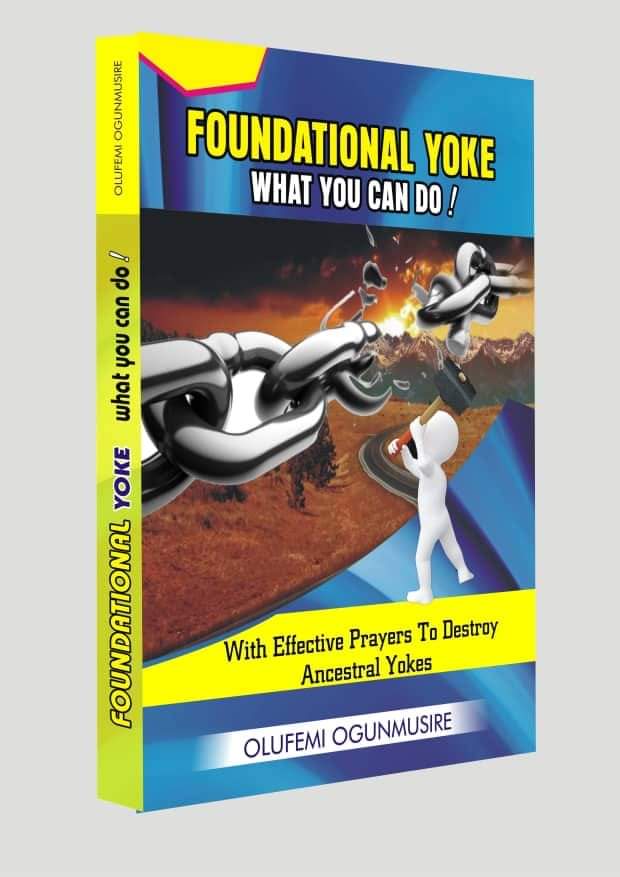 OLUFEMI OGUNMUSIRE
FOUNDATIONAL YOKE what you can do!
FOUNDATIONAL YOKE
WHAT YOU CAN DO !
With Effective Prayers To Destroy
Ancestral Yokes
OLUFEMI OGUNMUSIRE